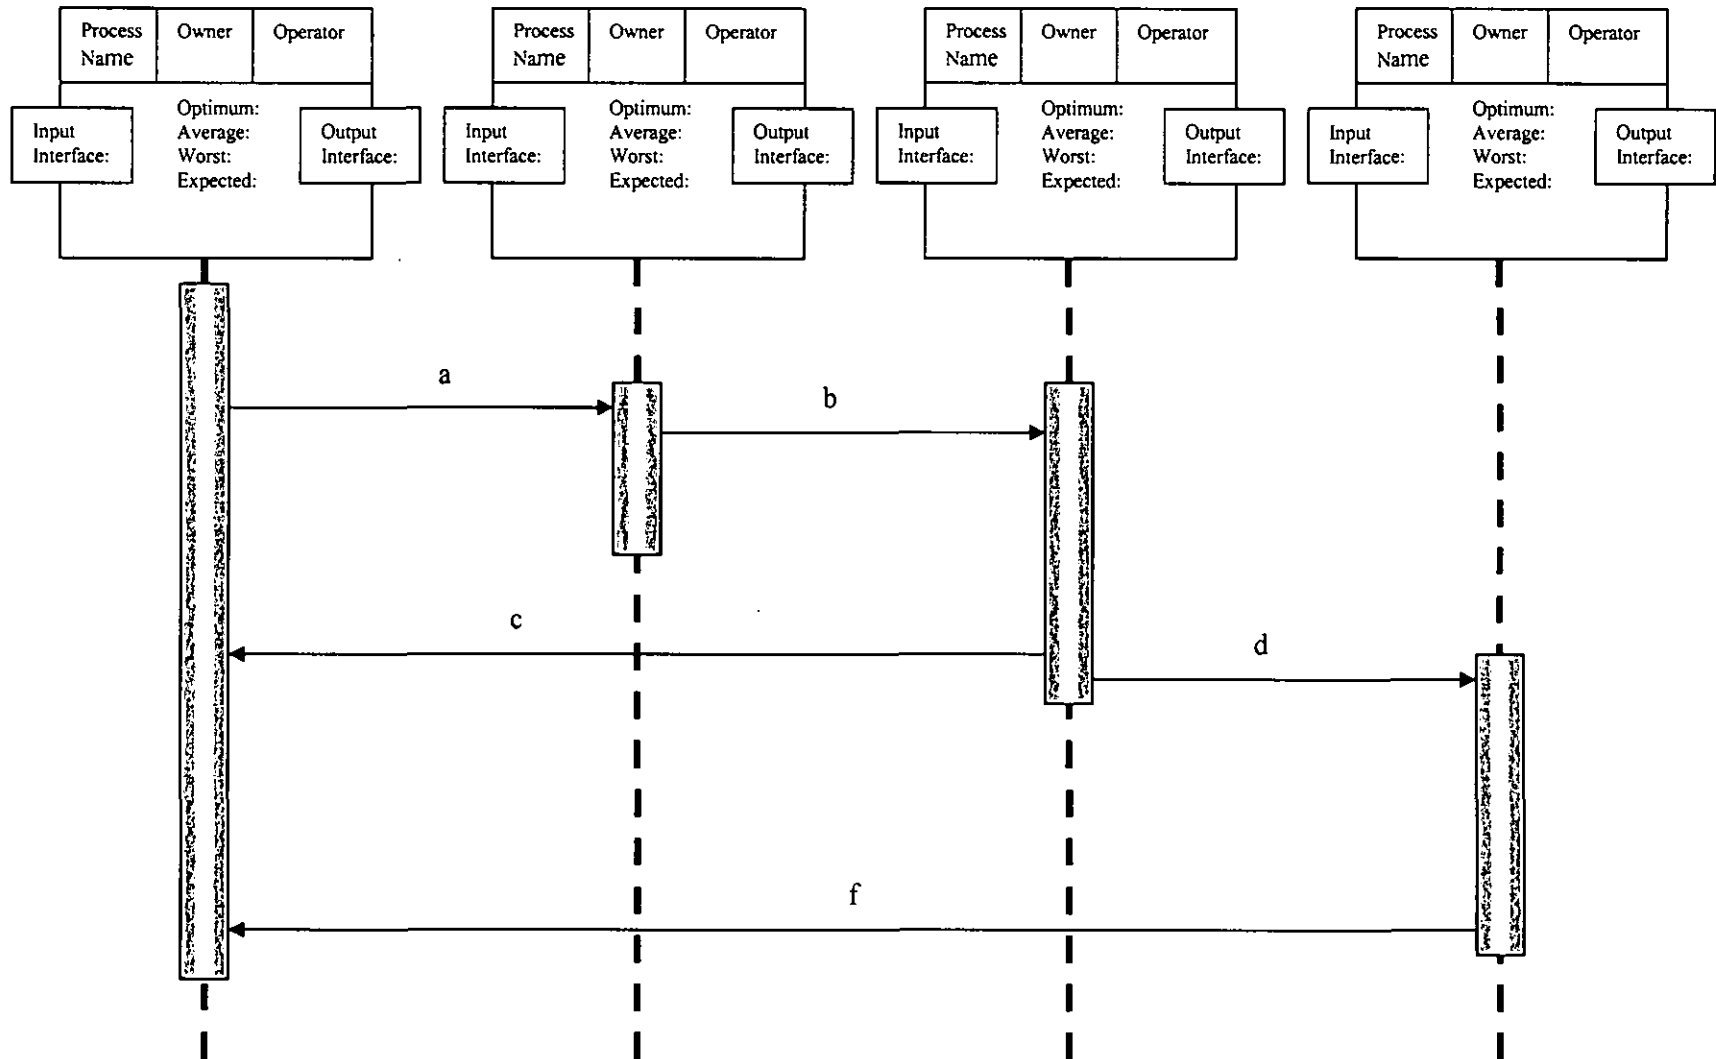 Process
Name
Owner
Operator
Optimum:
Average:
Worst:
Expected:
Input
Interface:
Output
Interface:
Process
Name
Owner
Operator
Optimum:
Average:
Worst:
Expected:
Input
Interface:
Output
Interface:
Process
Name
Owner
Operator
Optimum:
Average:
Worst:
Expected:
Input
Interface:
Output
Interface:
Process
Name
Owner
Operator
Optimum:
Average:
Worst:
Expected:
Input
Interface:
Output
Interface:
a
b
c
d
f